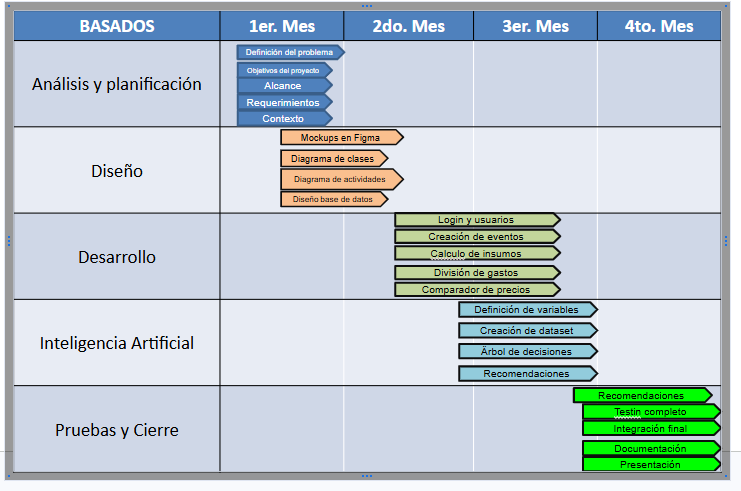 BASADOS
1er. Mes
2do. Mes
3er. Mes
4to. Mes
Análisis y planificación
Definición del problema
Objetivos del proyecto
Alcance
Requerimientos
Contexto
Diseño
Mockups en Figma
Diagrama de clases
Diagrama de actividades
Diseño base de datos
Desarrollo
Login y usuarios
Creación de eventos
Calculo de insumos
División de gastos
Comparador de precios
Inteligencia Artificial
Definición de variables
Creación de dataset
Árbol de decisiones
Recomendaciones
Pruebas y Cierre
Recomendaciones
Testin completo
Integración final
Documentación
Presentación